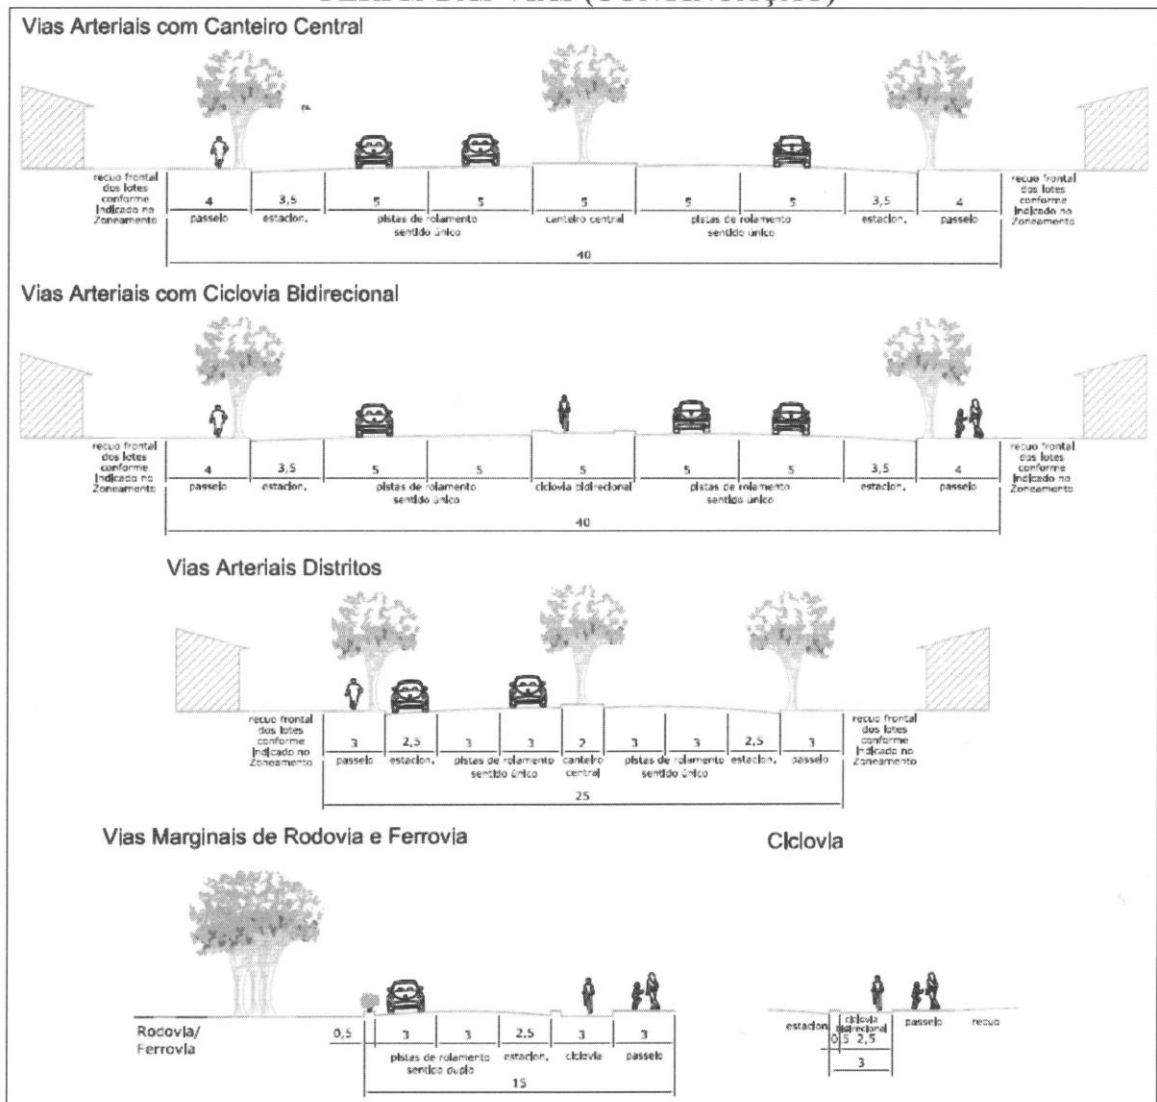 PERFIS DAS VIAS (CONTINUAÇÃO)
Vias Arteriais com Canteiro Central
recuo frontal
dos lotes
conforme
indicado no
Zoneamento
4 3,5 5 5 5 5 5 3,5 4
passeio estacion. pistas de rolamento canteiro central pistas de rolamento estacion. passeio
sentido único sentido único
recuo frontal
dos lotes
conforme
indicado no
Zoneamento
40
Vias Arteriais com Ciclovia Bidirecional
recuo frontal
dos lotes
conforme
indicado no
Zoneamento
4 3,5 5 5 5 5 5 3,5 4
passeio estacion. pistas de rolamento ciclovia bidirecional pistas de rolamento estacion. passeio
sentido único sentido único
recuo frontal
dos lotes
conforme
indicado no
Zoneamento
40
Vias Arteriais Distritos
recuo frontal
dos lotes
conforme
indicado no
Zoneamento
3 2,5 3 3 2 3 3 2,5 3
passeio estacion. pistas de rolamento canteiro pistas de rolamento estacion. passeio
sentido único central sentido único
recuo frontal
dos lotes
conforme
indicado no
Zoneamento
25
Vias Marginais de Rodovia e Ferrovia
Rodovia/
Ferrovia
0,5 3 3 2,5 3 3
pistas de rolamento estacion. ciclovia passeio
sentido duplo
15
Ciclovia
estacion. ciclovia passeio recuo
bidirecional
0,5 2,5
3